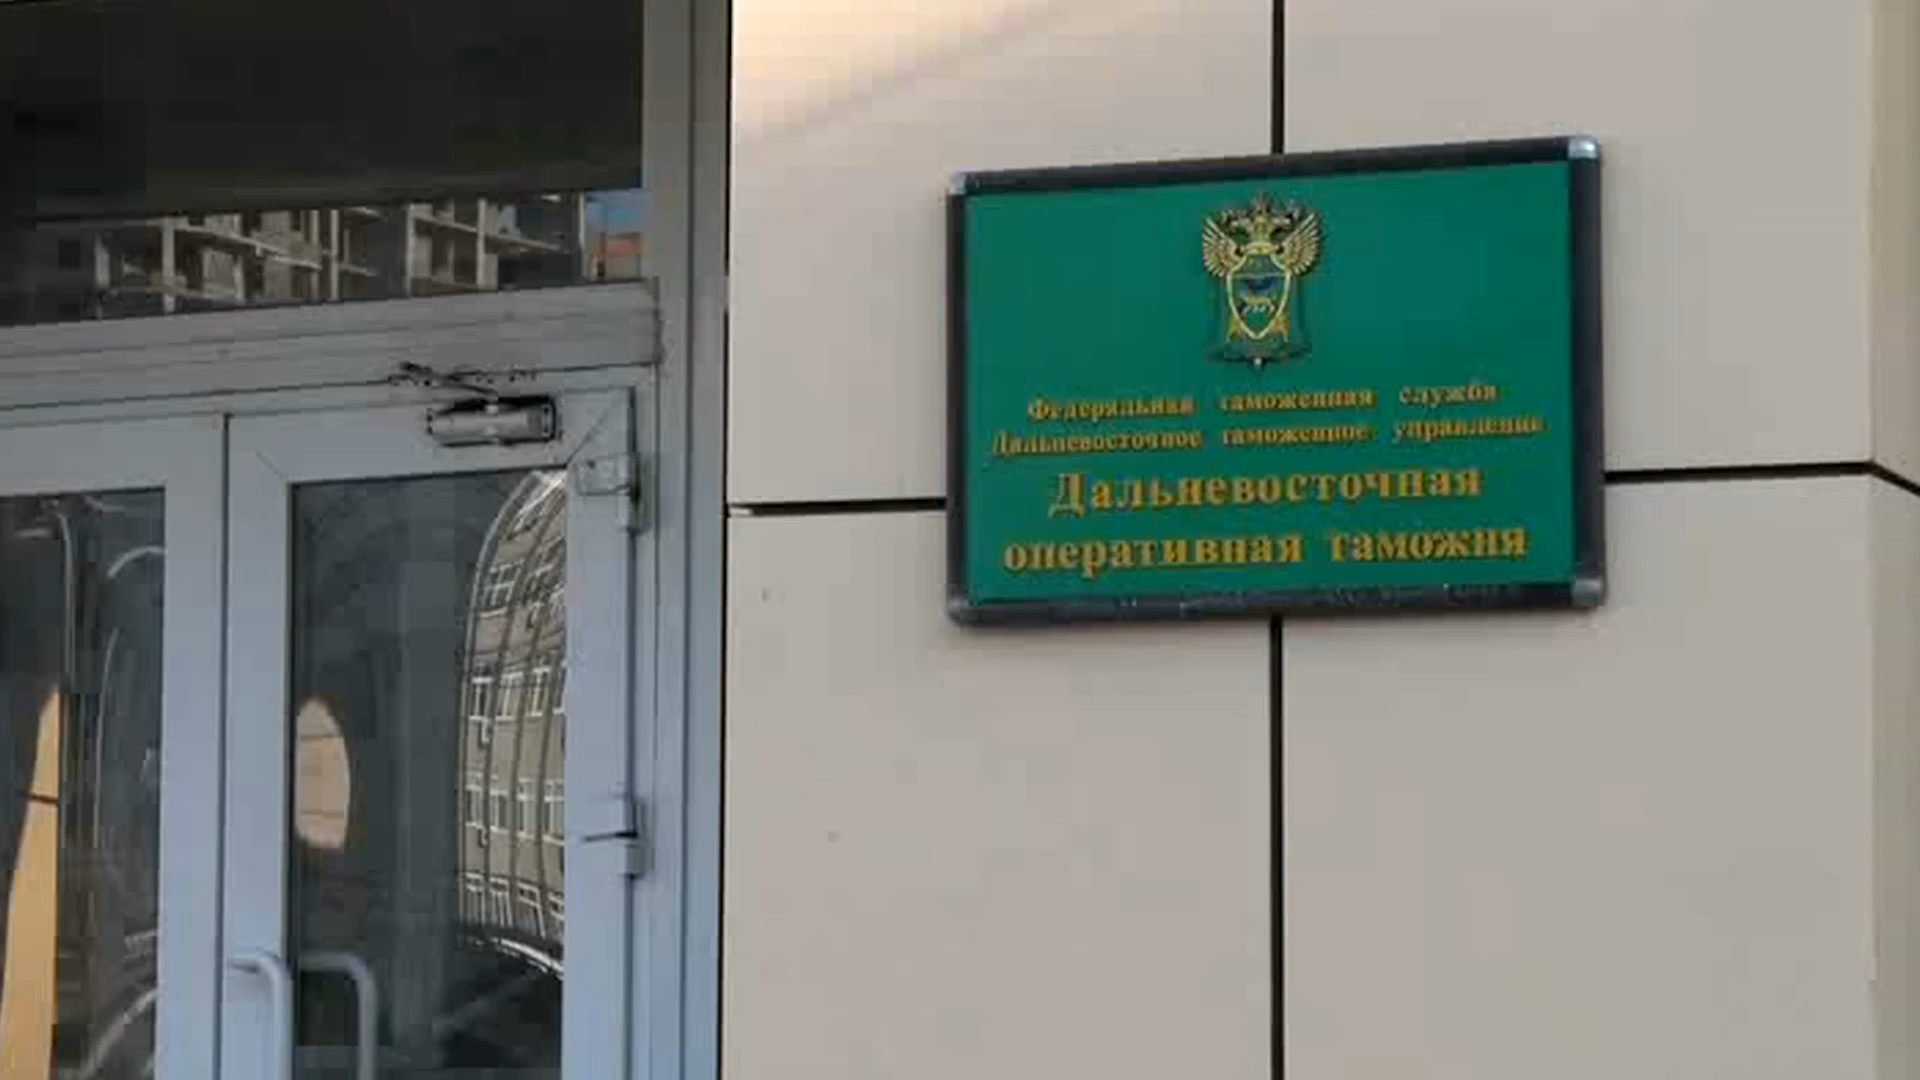 Федеральная таможенная служба
Дальневосточное таможенное управление
Дальневосточная
оперативная таможня